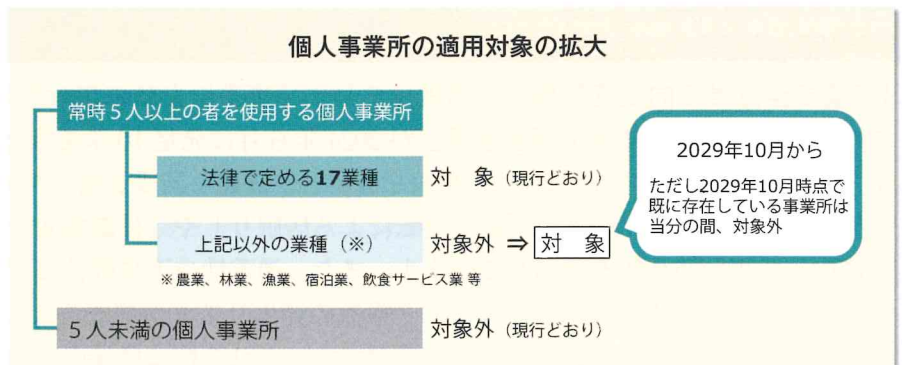 個人事業所の適用対象の拡大
常時5人以上の者を使用する個人事業所
法律で定める17業種 対 象（現行どおり）
上記以外の業種（※） 対象外 ⇒ 対 象
※農業、林業、漁業、宿泊業、飲食サービス業 等
5人未満の個人事業所 対象外（現行どおり）
2029年10月から
ただし2029年10月時点で
既に存在している事業所は
当分の間、対象外